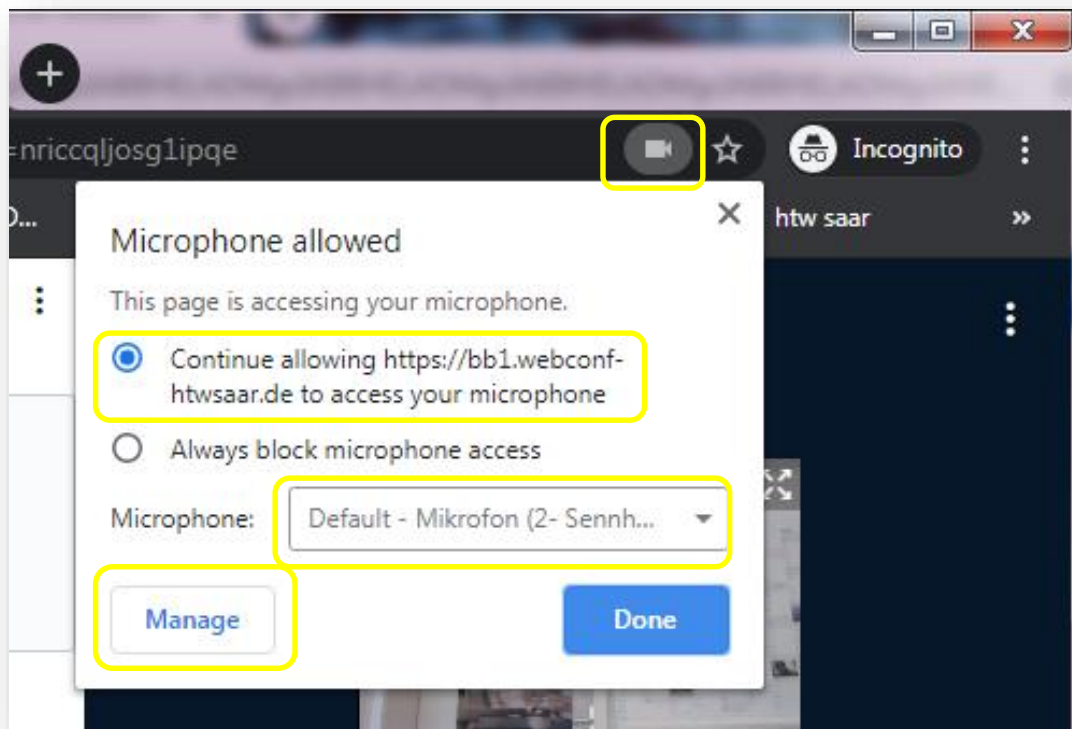 =nriccqljosg1ipqe
Incognito
htw saar
Microphone allowed
This page is accessing your microphone.
Continue allowing https://bb1.webconf-
htwsaar.de to access your microphone
Always block microphone access
Microphone: Default - Mikrofon (2- Sennh...
Manage Done